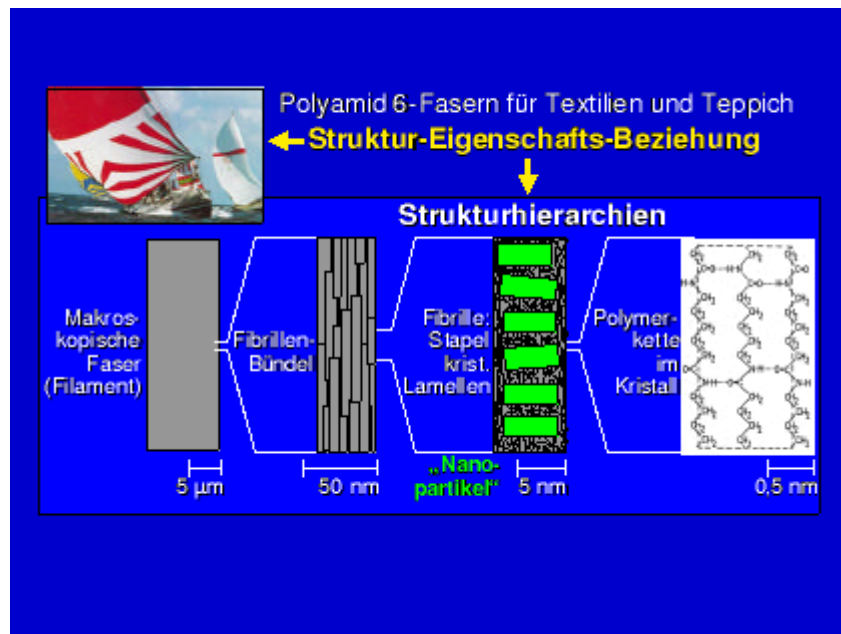 Polyamid 6-Fasern für Textilien und Teppich
Struktur-Eigenschafts-Beziehung
Strukturhierarchien
Makros-
kopische
Faser
(Filament)
Fibrillen-
Bündel
Fibrille:
Stapel
krist.
Lamellen
Polymer-
kette
im
Kristall
5 µm
50 nm
„Nano-
partikel“
5 nm
0,5 nm